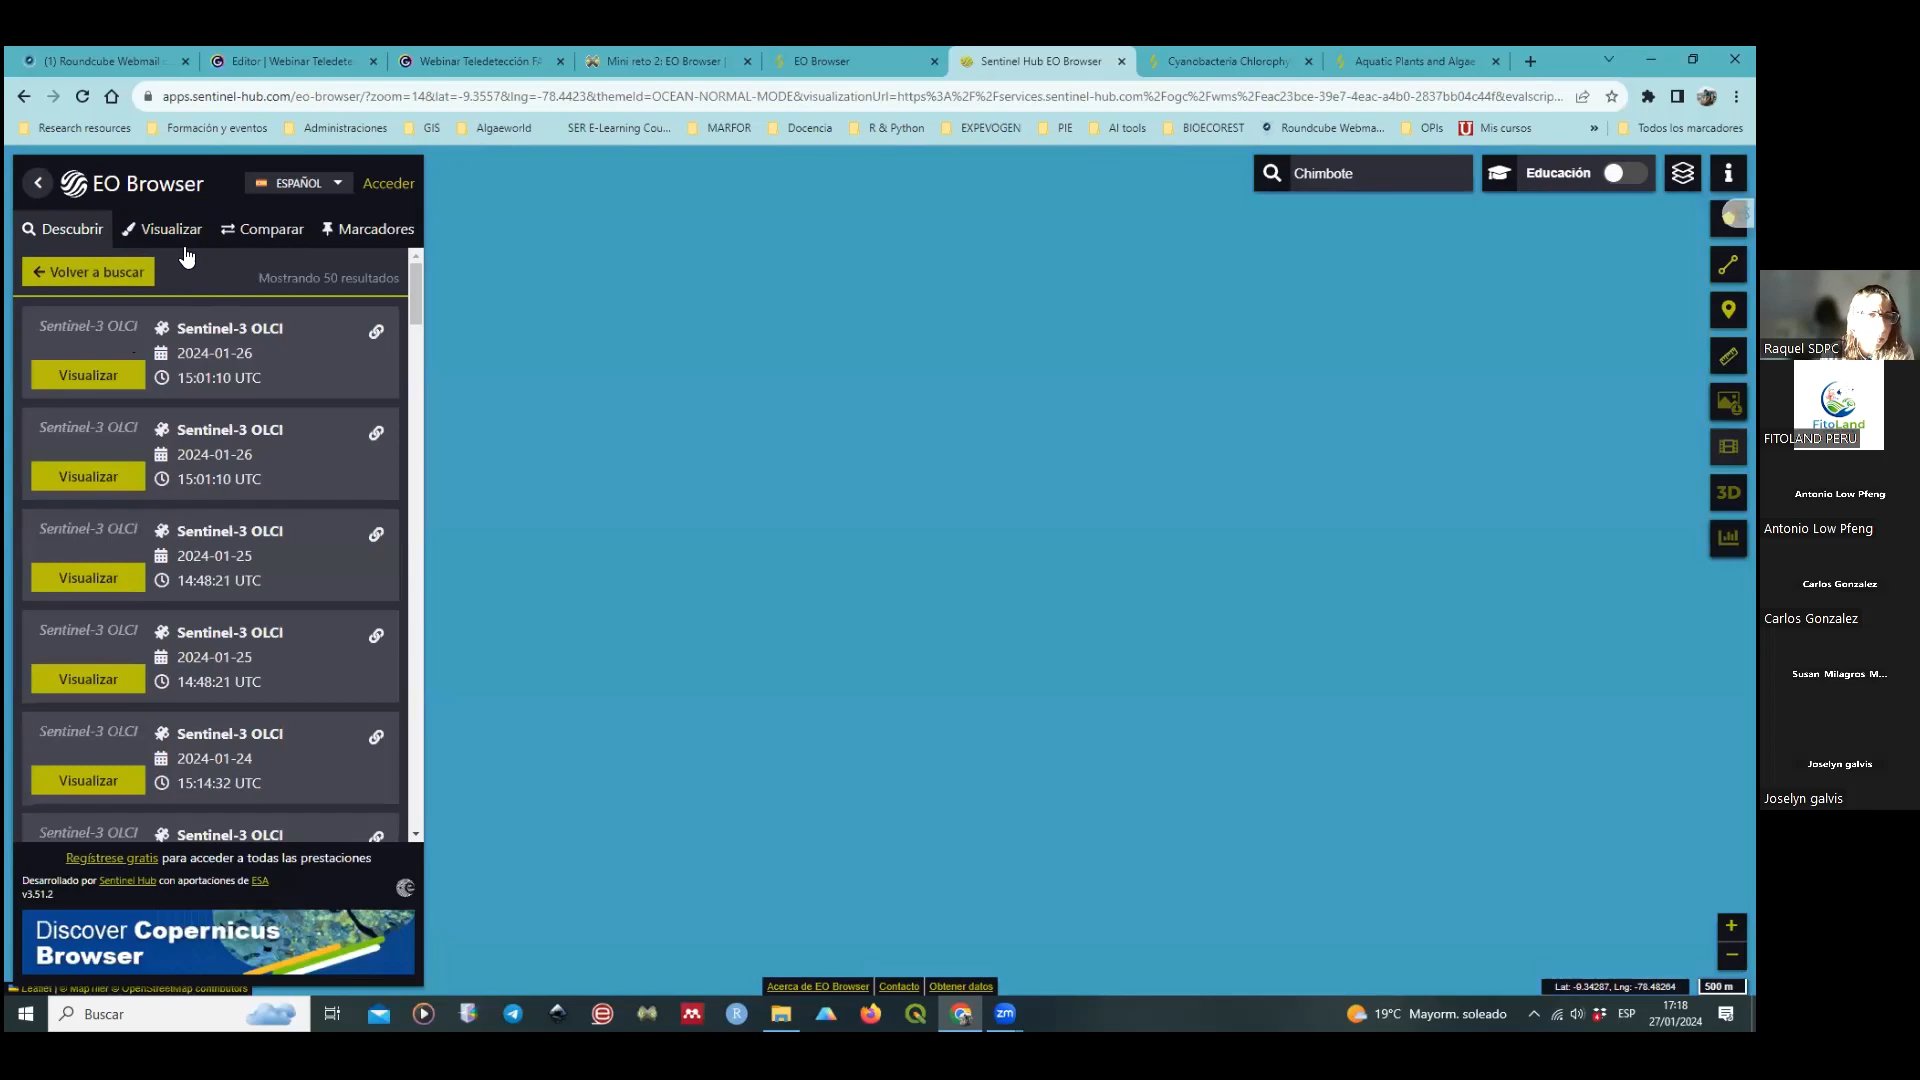 (1) Roundcube Webmail
Editor | Webinar Teledete
Webinar Teledetección FA
Mini reto 2: EO Browser |
EO Browser
Sentinel Hub EO Browser
Cyanobacteria Chlorophy
Aquatic Plants and Algae
apps.sentinel-hub.com/eo-browser/?zoom=14&lat=-9.3557&lng=-78.4423&themeId=OCEAN-NORMAL-MODE&visualizationUrl=https%3A%2F%2Fservices.sentinel-hub.com%2Fogc%2Fwms%2Feac23bce-39e7-4eac-a4b0-2837bb04c44f&evalscrip...
Research resources
Formación y eventos
Administraciones
GIS
Algaeworld
SER E-Learning Cou...
MARFOR
Docencia
R & Python
EXPEVOGEN
PIE
AI tools
BIOECOREST
Roundcube Webma...
OPIs
Mis cursos
»
Todos los marcadores
EO Browser
ESPAÑOL
Acceder
Chimbote
Educación
Descubrir
Visualizar
Comparar
Marcadores
Volver a buscar
Mostrando 50 resultados
Sentinel-3 OLCI
Sentinel-3 OLCI
2024-01-26
Visualizar
15:01:10 UTC
Sentinel-3 OLCI
Sentinel-3 OLCI
2024-01-26
Visualizar
15:01:10 UTC
Sentinel-3 OLCI
Sentinel-3 OLCI
2024-01-25
Visualizar
14:48:21 UTC
Sentinel-3 OLCI
Sentinel-3 OLCI
2024-01-25
Visualizar
14:48:21 UTC
Sentinel-3 OLCI
Sentinel-3 OLCI
2024-01-24
Visualizar
15:14:32 UTC
Sentinel-3 OLCI
Sentinel-3 OLCI
Regístrese gratis para acceder a todas las prestaciones
Desarrollado por Sentinel Hub con aportaciones de ESA
v3.51.2
Discover Copernicus
Browser
Leaflet | © MapTiler © OpenStreetMap contributors
Acerca de EO Browser
Contacto
Obtener datos
3D
+
−
Lat: -9.34287, Lng: -78.48264
500 m
Buscar
R
zm
19°C Mayorm. soleado
ESP
17:18
27/01/2024
Raquel SDPC
FitoLand
FITOLAND PERU
Antonio Low Pfeng
Antonio Low Pfeng
Carlos Gonzalez
Carlos Gonzalez
Susan Milagros M...
Joselyn galvis
Joselyn galvis